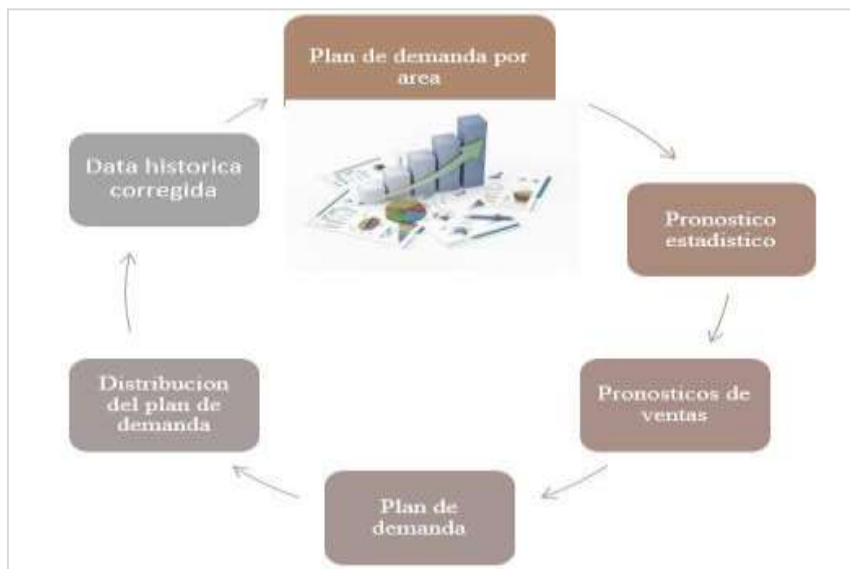 Plan de demanda por
area
Pronostico
estadistico
Pronosticos de
ventas
Plan de
demanda
Distribucion
del plan de
demanda
Data historica
corregida